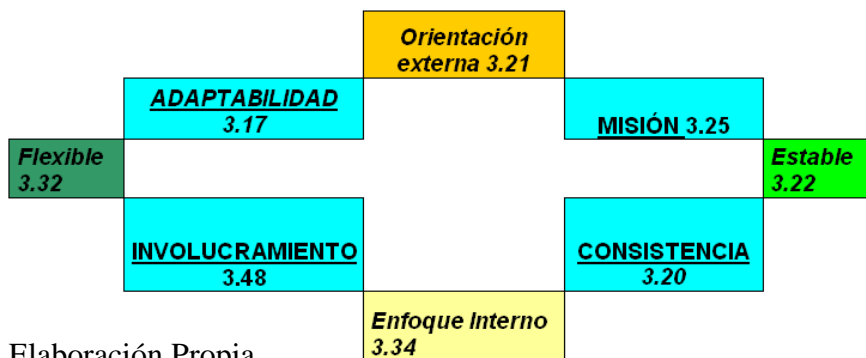 Orientación
externa 3.21
ADAPTABILIDAD
3.17
MISIÓN 3.25
Flexible
3.32
Estable
3.22
INVOLUCRAMIENTO
3.48
CONSISTENCIA
3.20
Enfoque Interno
3.34
Elaboración Propia